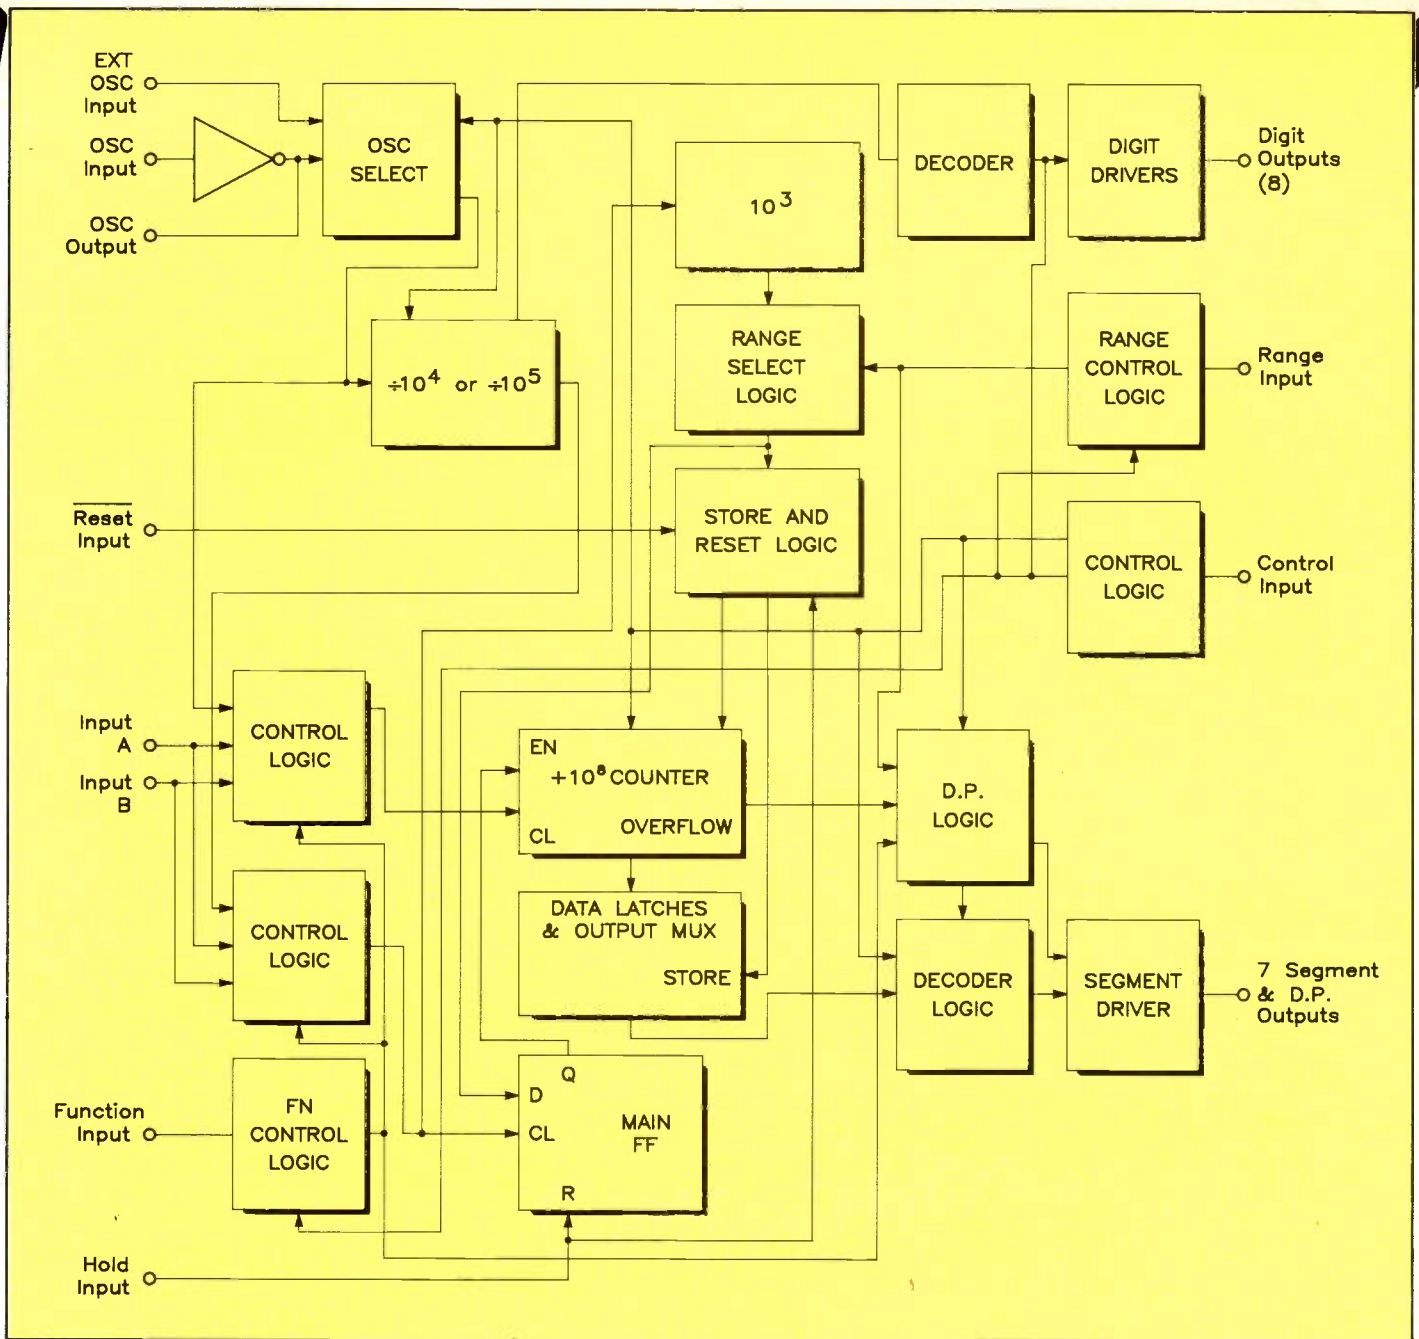 EXT
OSC
Input
OSC
Input
OSC
Output
OSC
SELECT
10³
DECODER
DIGIT
DRIVERS
Digit
Outputs
(8)
÷10⁴ or ÷10⁵
RANGE
SELECT
LOGIC
RANGE
CONTROL
LOGIC
Range
Input
Reset
Input
STORE AND
RESET LOGIC
CONTROL
LOGIC
Control
Input
Input
A
Input
B
CONTROL
LOGIC
EN
+10⁸ COUNTER
OVERFLOW
CL
D.P.
LOGIC
CONTROL
LOGIC
DATA LATCHES
& OUTPUT MUX
STORE
DECODER
LOGIC
SEGMENT
DRIVER
7 Segment
& D.P.
Outputs
Function
Input
FN
CONTROL
LOGIC
Q
D
CL
MAIN
FF
R
Hold
Input